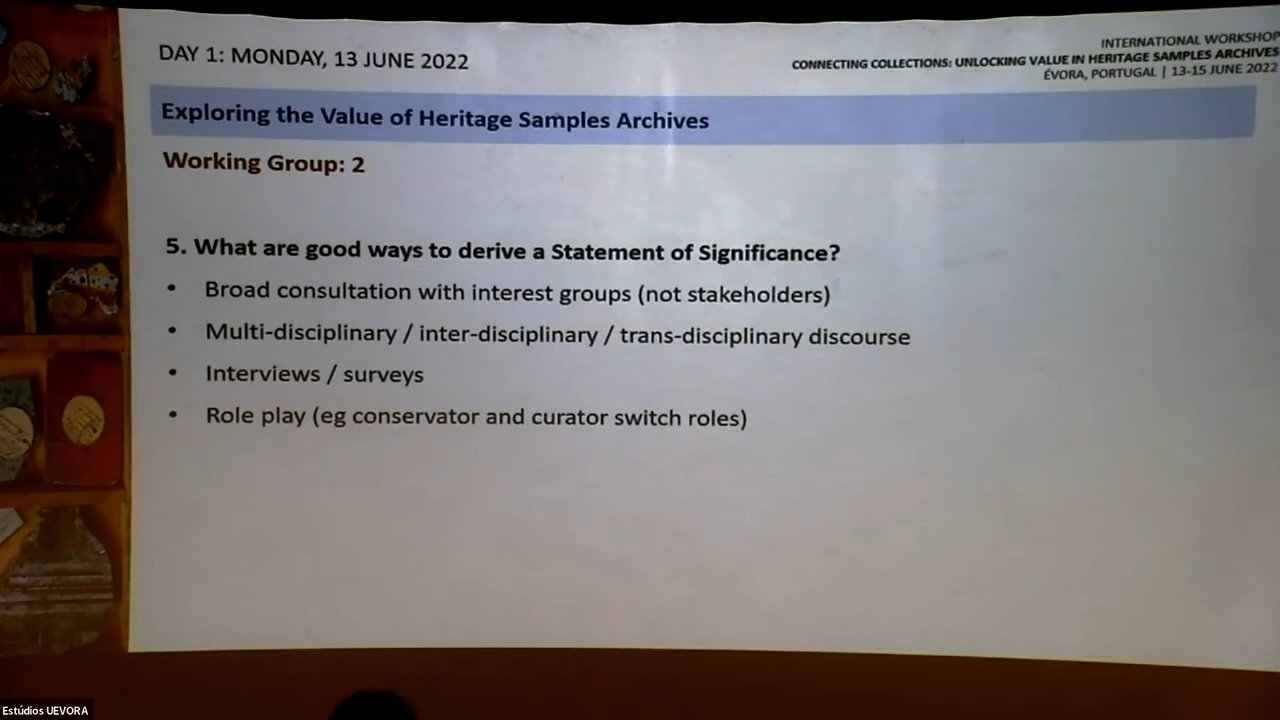 DAY 1: MONDAY, 13 JUNE 2022
INTERNATIONAL WORKSHOP
CONNECTING COLLECTIONS: UNLOCKING VALUE IN HERITAGE SAMPLES ARCHIVES
ÉVORA, PORTUGAL | 13-15 JUNE 2022
Exploring the Value of Heritage Samples Archives
Working Group: 2
5. What are good ways to derive a Statement of Significance?
• Broad consultation with interest groups (not stakeholders)
• Multi-disciplinary / inter-disciplinary / trans-disciplinary discourse
• Interviews / surveys
• Role play (eg conservator and curator switch roles)
Estúdios UEVORA